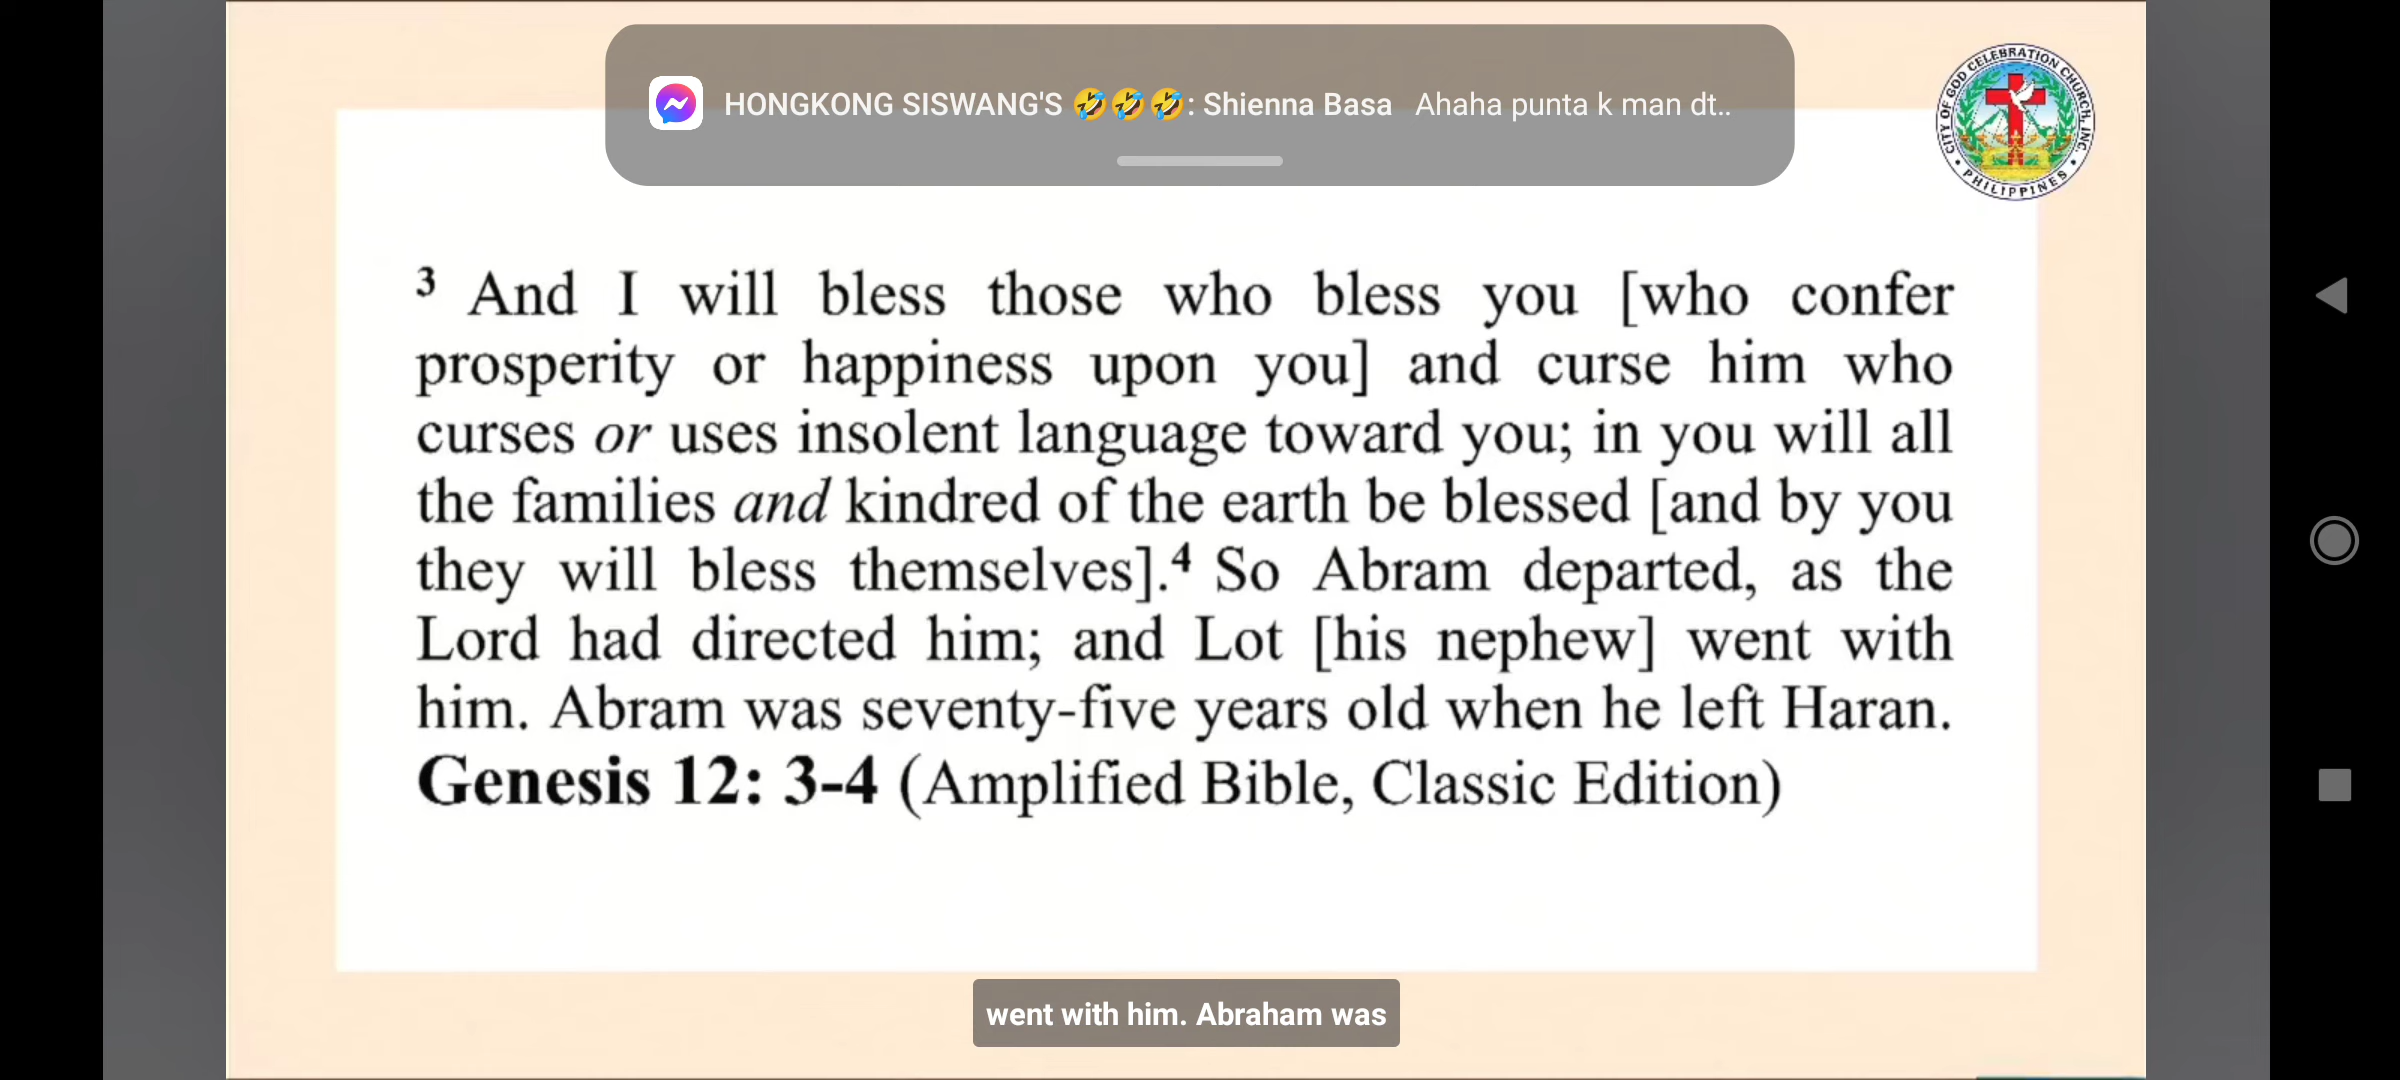 HONGKONG SISWANG'S 🤣🤣🤣: Shienna Basa Ahaha punta k man dt..
CITY OF GOD CELEBRATION CHURCH, INC.
PHILIPPINES
3 And I will bless those who bless you [who confer
prosperity or happiness upon you] and curse him who
curses or uses insolent language toward you; in you will all
the families and kindred of the earth be blessed [and by you
they will bless themselves].4 So Abram departed, as the
Lord had directed him; and Lot [his nephew] went with
him. Abram was seventy-five years old when he left Haran.
Genesis 12: 3-4 (Amplified Bible, Classic Edition)
went with him. Abraham was